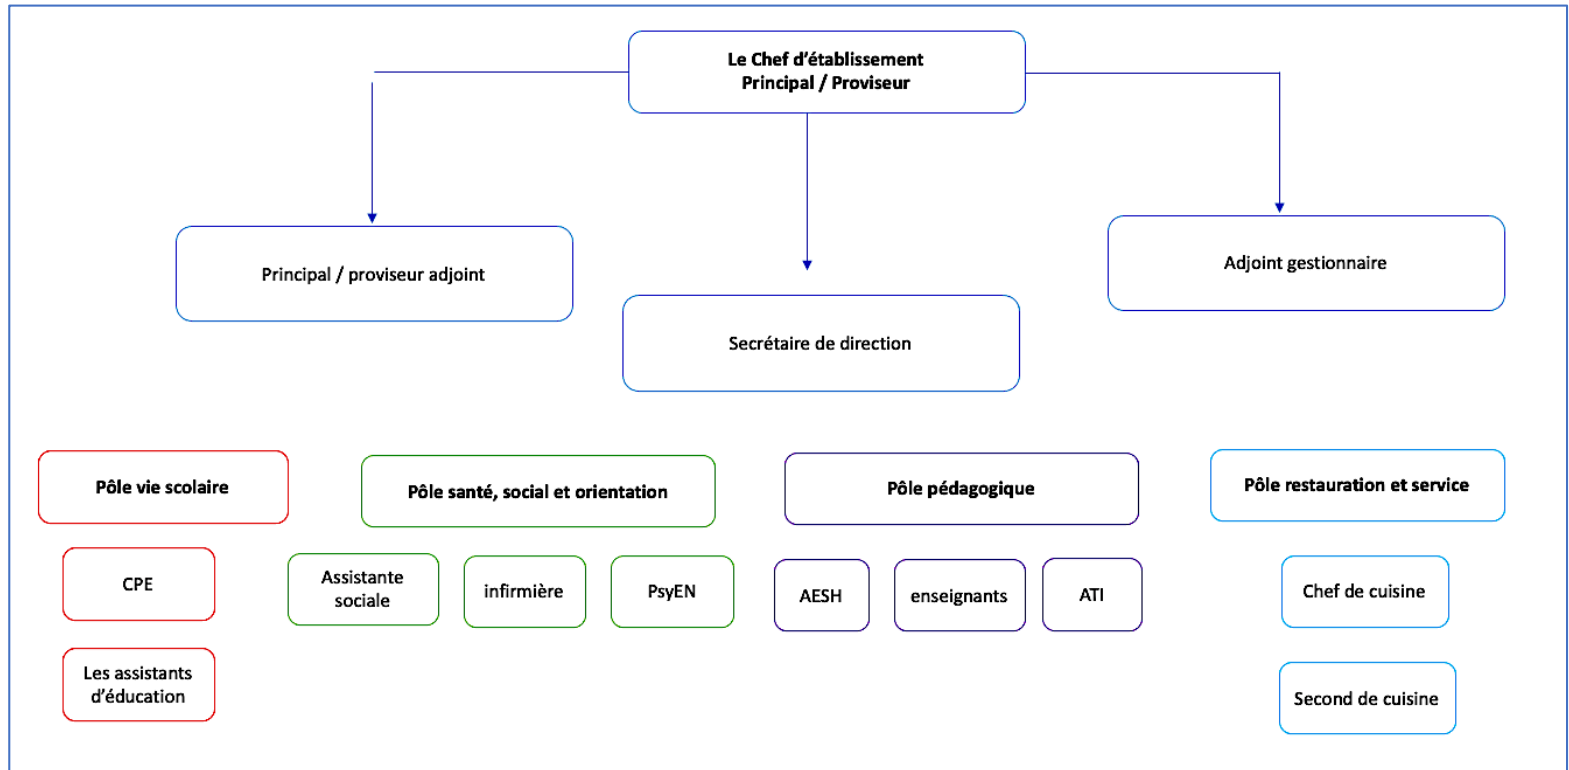 Le Chef d’établissement
Principal / Proviseur
Principal / proviseur adjoint
Adjoint gestionnaire
Secrétaire de direction
Pôle vie scolaire
Pôle santé, social et orientation
Pôle pédagogique
Pôle restauration et service
CPE
Assistante
sociale
infirmière
PsyEN
AESH
enseignants
ATI
Chef de cuisine
Les assistants
d’éducation
Second de cuisine